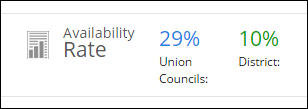 Availability
Rate
29%
Union
Councils:
10%
District: